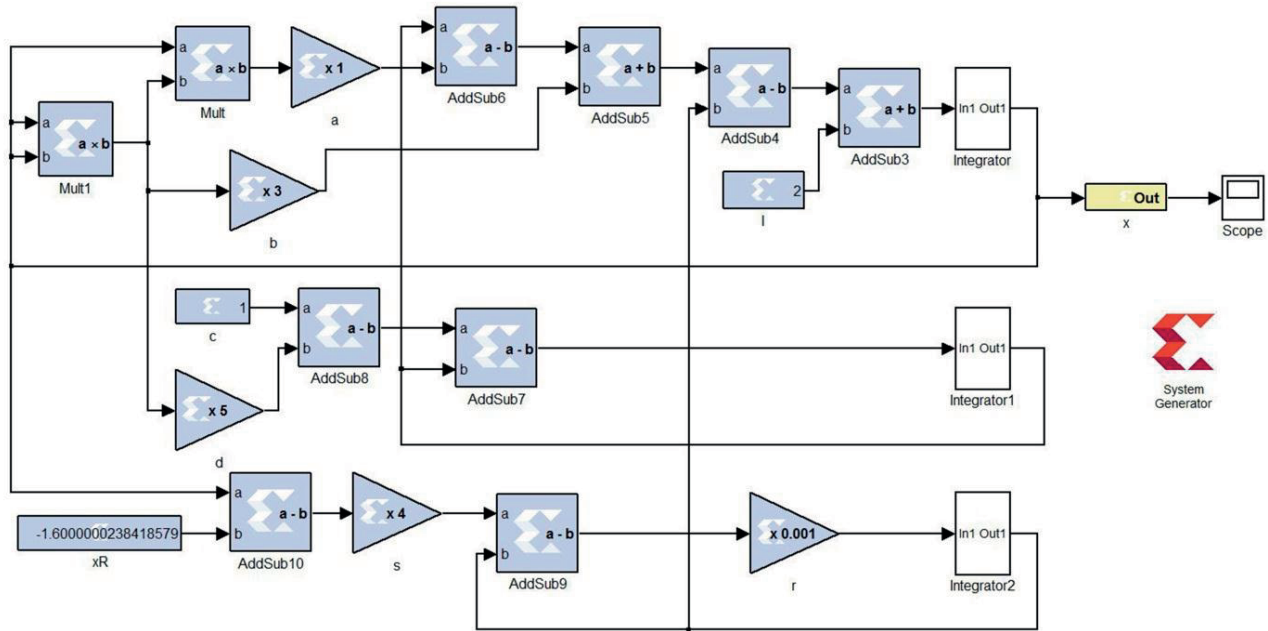 a
b
a × b
Mult
x 1
a
a
b
a - b
AddSub6
a
b
a + b
AddSub5
a
b
a - b
AddSub4
a
b
a + b
AddSub3
In1 Out1
Integrator
a
b
a × b
Mult1
x 3
b
2
I
Out
x
Scope
1
c
a
b
a - b
AddSub8
a
b
a - b
AddSub7
In1 Out1
Integrator1
System
Generator
x 5
d
-1.6000000238418579
xR
a
b
a - b
AddSub10
x 4
s
a
b
a - b
AddSub9
x 0.001
r
In1 Out1
Integrator2